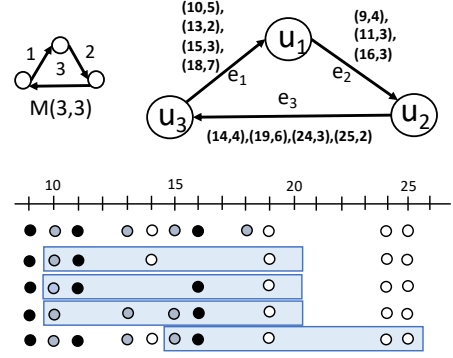 1 2
3
M(3,3)
(10,5),
(13,2),
(15,3),
(18,7)
(9,4),
(11,3),
(16,3)
u1
e1
e2
e3
u3
u2
(14,4),(19,6),(24,3),(25,2)
10 15 20 25